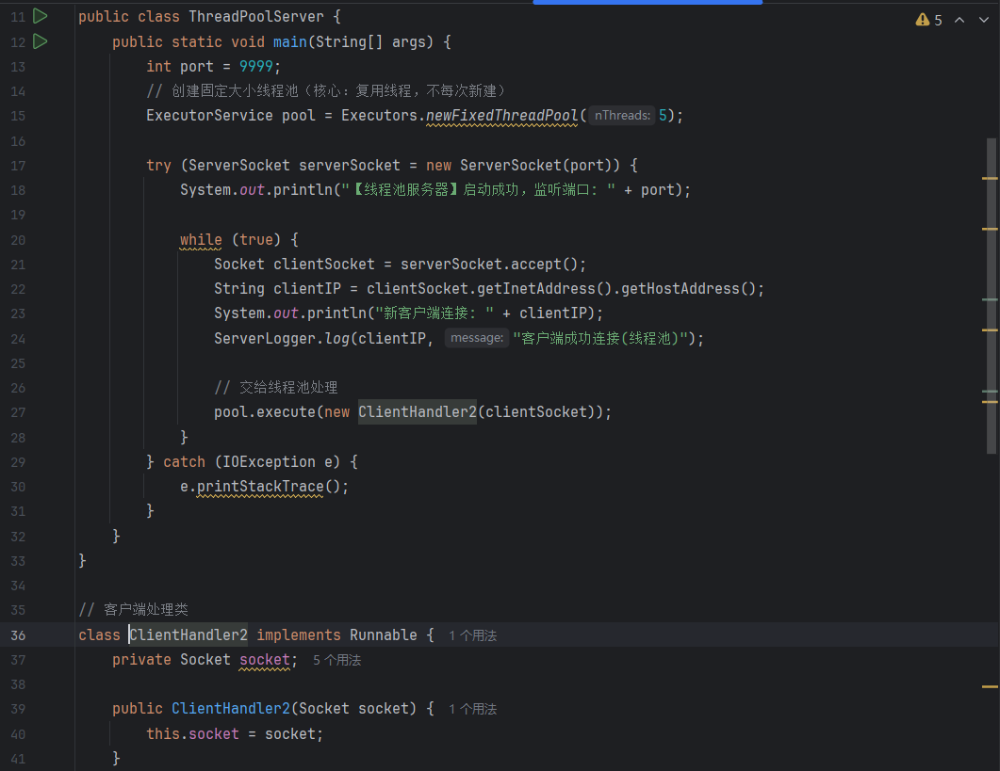 11 public class ThreadPoolServer {
⚠ 5
12 public static void main(String[] args) {
13 int port = 9999;
14 // 创建固定大小线程池（核心：复用线程，不每次新建）
15 ExecutorService pool = Executors.newFixedThreadPool( nThreads: 5);
16
17 try (ServerSocket serverSocket = new ServerSocket(port)) {
18 System.out.println("【线程池服务器】启动成功，监听端口: " + port);
19
20 while (true) {
21 Socket clientSocket = serverSocket.accept();
22 String clientIP = clientSocket.getInetAddress().getHostAddress();
23 System.out.println("新客户端连接: " + clientIP);
24 ServerLogger.log(clientIP, message: "客户端成功连接(线程池)");
25
26 // 交给线程池处理
27 pool.execute(new ClientHandler2(clientSocket));
28 }
29 } catch (IOException e) {
30 e.printStackTrace();
31 }
32 }
33 }
34
35 // 客户端处理类
36 class ClientHandler2 implements Runnable { 1 个用法
37 private Socket socket; 5 个用法
38
39 public ClientHandler2(Socket socket) { 1 个用法
40 this.socket = socket;
41 }